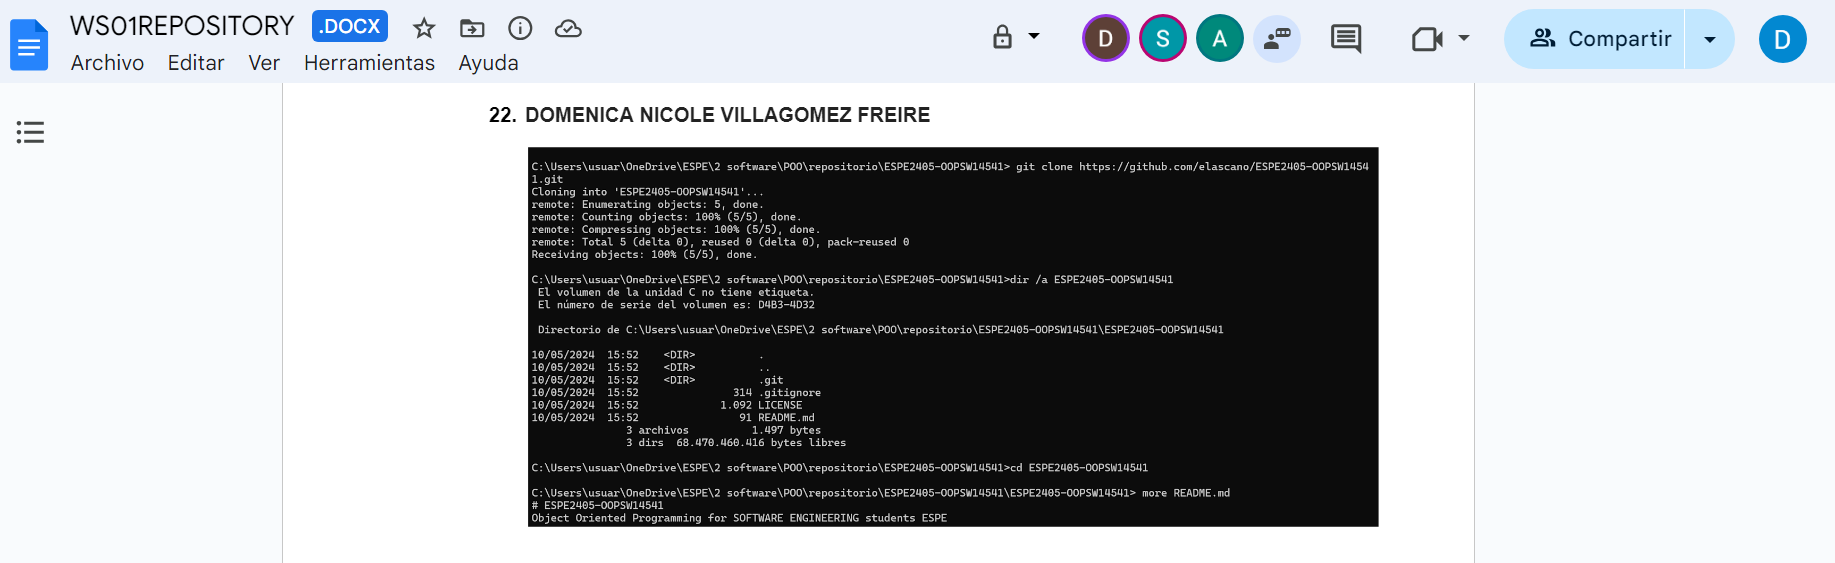 WS01REPOSITORY .DOCX
Archivo Editar Ver Herramientas Ayuda
D S A Compartir D
22. DOMENICA NICOLE VILLAGOMEZ FREIRE
C:\Users\usuar\OneDrive\ESPE\2 software\POO\repositorio\ESPE2405-OOPSW14541> git clone https://github.com/elascano/ESPE2405-OOPSW1454
1.git
Cloning into 'ESPE2405-OOPSW14541'...
remote: Enumerating objects: 5, done.
remote: Counting objects: 100% (5/5), done.
remote: Compressing objects: 100% (5/5), done.
remote: Total 5 (delta 0), reused 0 (delta 0), pack-reused 0
Receiving objects: 100% (5/5), done.
C:\Users\usuar\OneDrive\ESPE\2 software\POO\repositorio\ESPE2405-OOPSW14541>dir /a ESPE2405-OOPSW14541
El volumen de la unidad C no tiene etiqueta.
El número de serie del volumen es: D4B3-4D32
Directorio de C:\Users\usuar\OneDrive\ESPE\2 software\POO\repositorio\ESPE2405-OOPSW14541\ESPE2405-OOPSW14541
10/05/2024 15:52 <DIR> .
10/05/2024 15:52 <DIR> ..
10/05/2024 15:52 <DIR> .git
10/05/2024 15:52 314 .gitignore
10/05/2024 15:52 1.092 LICENSE
10/05/2024 15:52 91 README.md
3 archivos 1.497 bytes
3 dirs 68.470.460.416 bytes libres
C:\Users\usuar\OneDrive\ESPE\2 software\POO\repositorio\ESPE2405-OOPSW14541>cd ESPE2405-OOPSW14541
C:\Users\usuar\OneDrive\ESPE\2 software\POO\repositorio\ESPE2405-OOPSW14541\ESPE2405-OOPSW14541> more README.md
# ESPE2405-OOPSW14541
Object Oriented Programming for SOFTWARE ENGINEERING students ESPE